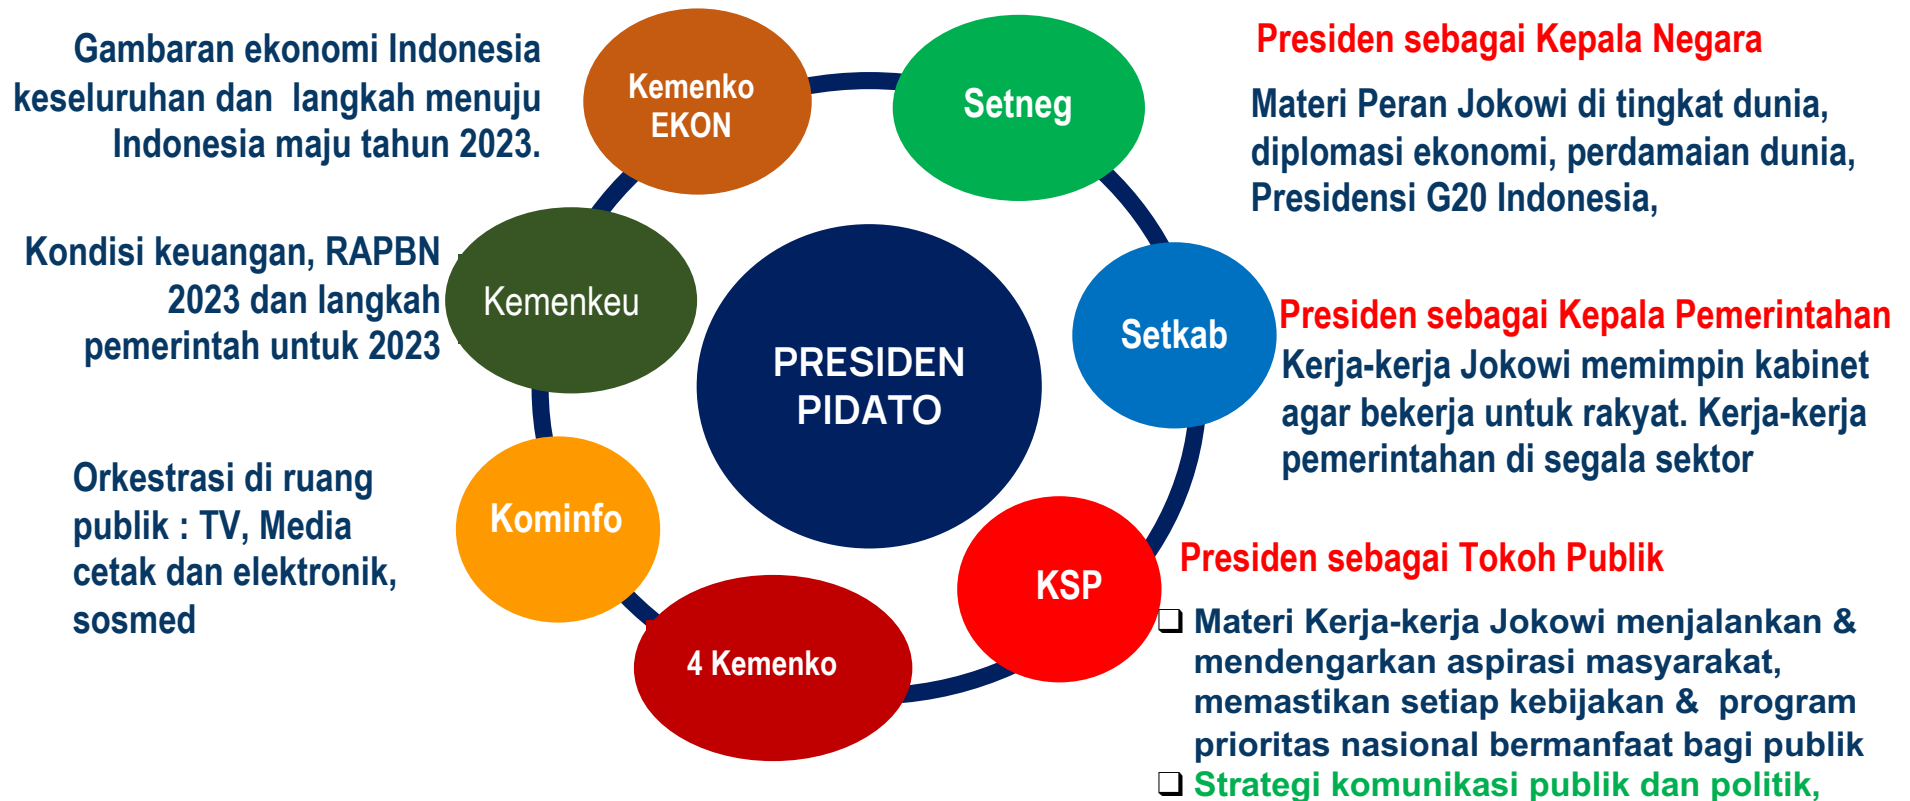 Gambaran ekonomi Indonesia
keseluruhan dan langkah menuju
Indonesia maju tahun 2023.
Kemenko
EKON
Setneg
Presiden sebagai Kepala Negara
Materi Peran Jokowi di tingkat dunia,
diplomasi ekonomi, perdamaian dunia,
Presidensi G20 Indonesia,
Kondisi keuangan, RAPBN
2023 dan langkah
pemerintah untuk 2023
Kemenkeu
PRESIDEN
PIDATO
Setkab
Presiden sebagai Kepala Pemerintahan
Kerja-kerja Jokowi memimpin kabinet
agar bekerja untuk rakyat. Kerja-kerja
pemerintahan di segala sektor
Orkestrasi di ruang
publik : TV, Media
cetak dan elektronik,
sosmed
Kominfo
4 Kemenko
KSP
Presiden sebagai Tokoh Publik
❑ Materi Kerja-kerja Jokowi menjalankan &
mendengarkan aspirasi masyarakat,
memastikan setiap kebijakan & program
prioritas nasional bermanfaat bagi publik
❑ Strategi komunikasi publik dan politik,